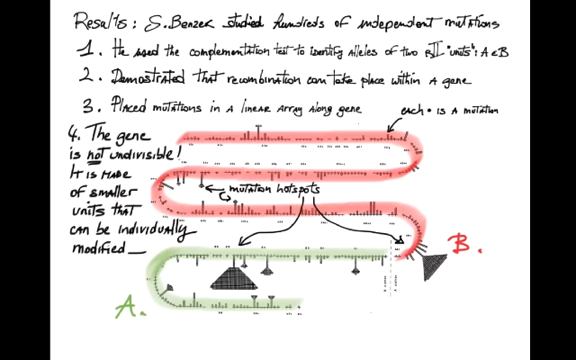 Results: S. Benzer studied hundreds of independent mutations
1. He used the complementation test to identify Alleles of two rII "units": A & B
2. Demostrated that recombination can take place within A gene
3. Placed mutations in a linear array along gene
each • is A mutation
4. The gene
is not undivisible!
It is made
of smaller
units that
can be individually
modified
mutation hotspots
B.
A.